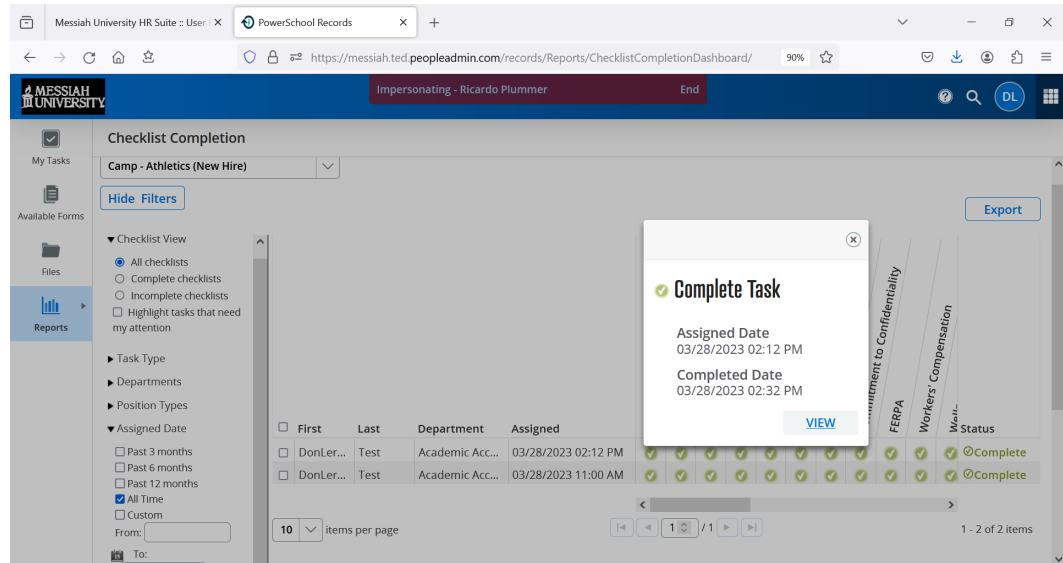 Messiah University HR Suite :: User
PowerSchool Records
https://messiah.ted.peopleadmin.com/records/Reports/ChecklistCompletionDashboard/
90%
MESSIAH
UNIVERSITY
Impersonating - Ricardo Plummer
End
DL
My Tasks
Available Forms
Files
Reports
Checklist Completion
Camp - Athletics (New Hire)
Hide Filters
Export
Checklist View
All checklists
Complete checklists
Incomplete checklists
Highlight tasks that need
my attention
Task Type
Departments
Position Types
Assigned Date
Past 3 months
Past 6 months
Past 12 months
All Time
Custom
From:
To:
Complete Task
Assigned Date
03/28/2023 02:12 PM
Completed Date
03/28/2023 02:32 PM
VIEW
to Confidentiality
FERPA
Workers' Compensation
First Last Department Assigned Status
DonLer... Test Academic Acc... 03/28/2023 02:12 PM Complete
DonLer... Test Academic Acc... 03/28/2023 11:00 AM Complete
10 items per page
1 / 1
1 - 2 of 2 items